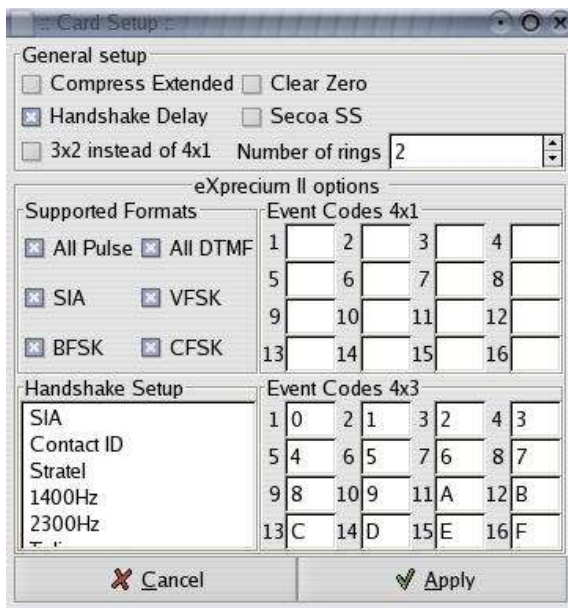 :: Card Setup ::
General setup
Compress Extended Clear Zero
Handshake Delay Secoa SS
3x2 instead of 4x1 Number of rings 2
eXprecium II options
Supported Formats
All Pulse All DTMF
SIA VFSK
BFSK CFSK
Event Codes 4x1
1 2 3 4
5 6 7 8
9 10 11 12
13 14 15 16
Handshake Setup
SIA
Contact ID
Stratel
1400Hz
2300Hz
Event Codes 4x3
1 0 2 1 3 2 4 3
5 4 6 5 7 6 8 7
9 8 10 9 11 A 12 B
13 C 14 D 15 E 16 F
Cancel Apply